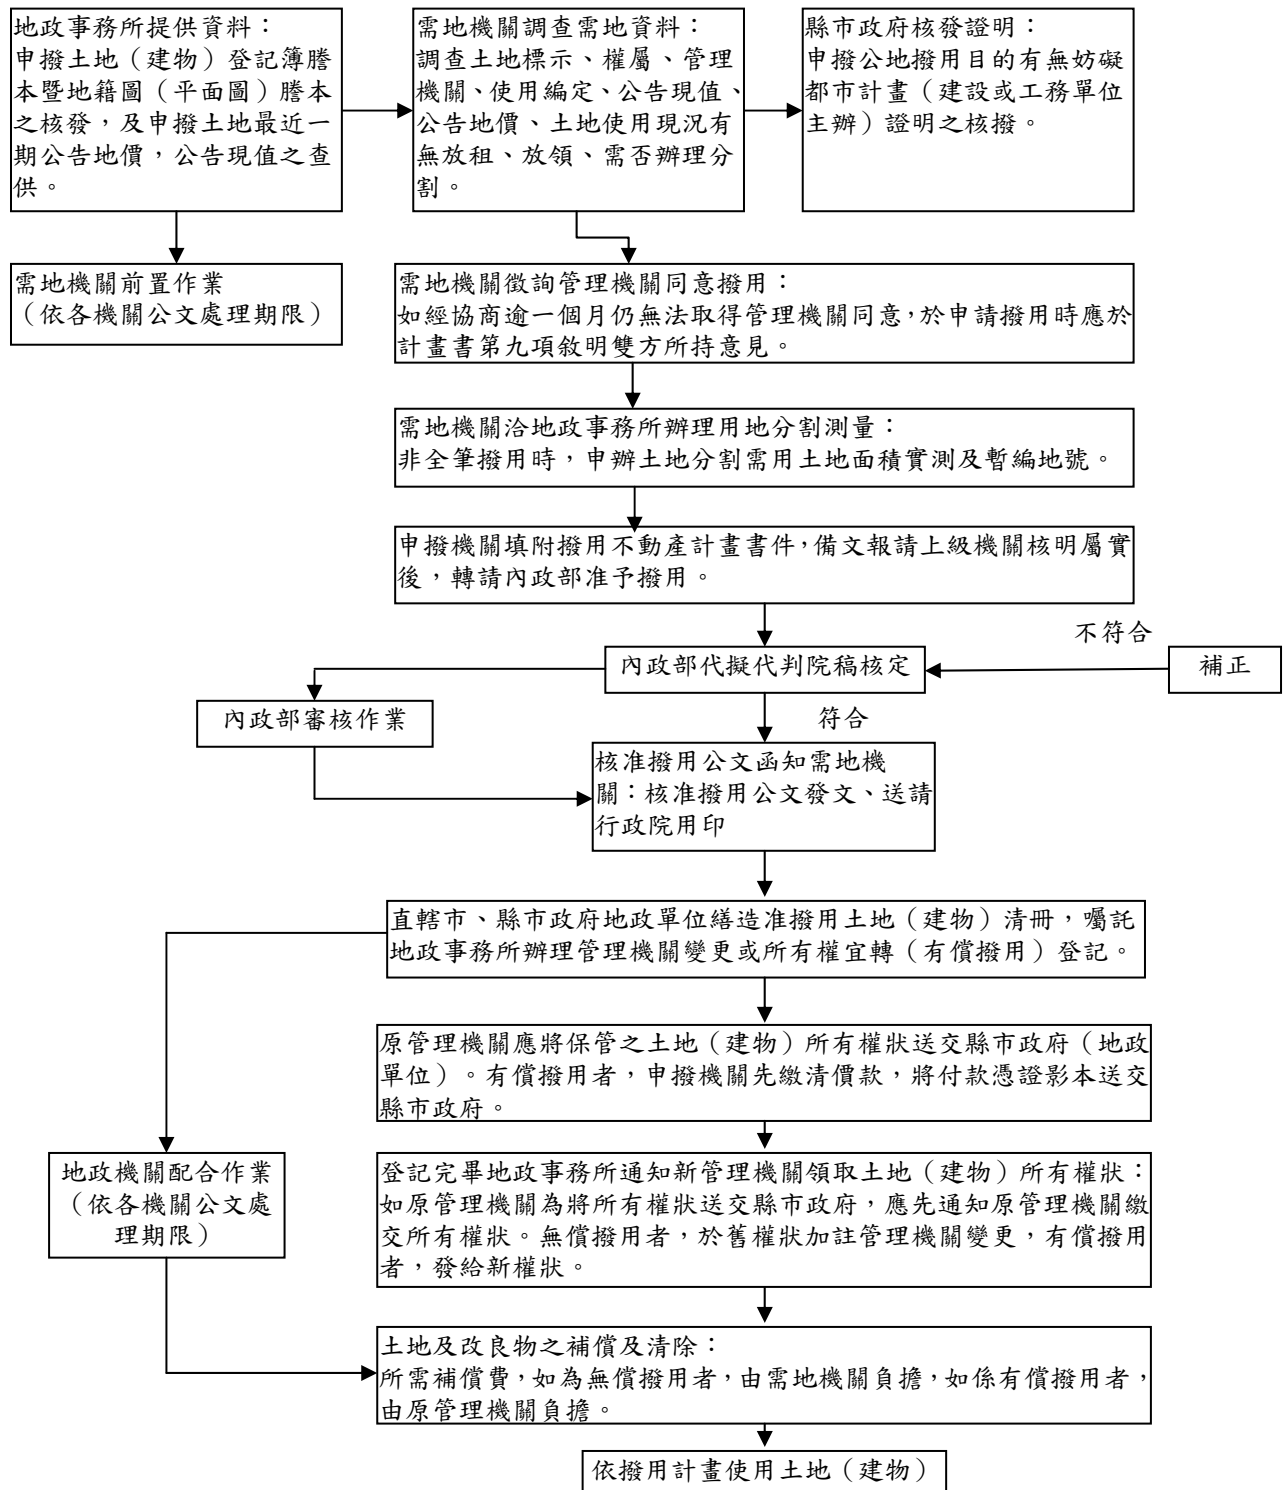 地政事務所提供資料：
申撥土地（建物）登記簿謄
本暨地籍圖（平面圖）謄本
之核發，及申撥土地最近一
期公告地價，公告現值之查
供。
需地機關調查需地資料：
調查土地標示、權屬、管理
機關、使用編定、公告現值、
公告地價、土地使用現況有
無放租、放領、需否辦理分
割。
縣市政府核發證明：
申撥公地撥用目的有無妨礙
都市計畫（建設或工務單位
主辦）證明之核撥。
需地機關前置作業
（依各機關公文處理期限）
需地機關徵詢管理機關同意撥用：
如經協商逾一個月仍無法取得管理機關同意，於申請撥用時應於
計畫書第九項敘明雙方所持意見。
需地機關洽地政事務所辦理用地分割測量：
非全筆撥用時，申辦土地分割需用土地面積實測及暫編地號。
申撥機關填附撥用不動產計畫書件，備文報請上級機關核明屬實
後，轉請內政部准予撥用。
不符合
內政部代擬代判院稿核定
補正
內政部審核作業
符合
核准撥用公文函知需地機
關：核准撥用公文發文、送請
行政院用印
直轄市、縣市政府地政單位繕造准撥用土地（建物）清冊，囑託
地政事務所辦理管理機關變更或所有權宜轉（有償撥用）登記。
原管理機關應將保管之土地（建物）所有權狀送交縣市政府（地政
單位）。有償撥用者，申撥機關先繳清價款，將付款憑證影本送交
縣市政府。
地政機關配合作業
（依各機關公文處
理期限）
登記完畢地政事務所通知新管理機關領取土地（建物）所有權狀：
如原管理機關為將所有權狀送交縣市政府，應先通知原管理機關繳
交所有權狀。無償撥用者，於舊權狀加註管理機關變更，有償撥用
者，發給新權狀。
土地及改良物之補償及清除：
所需補償費，如為無償撥用者，由需地機關負擔，如係有償撥用者，
由原管理機關負擔。
依撥用計畫使用土地（建物）